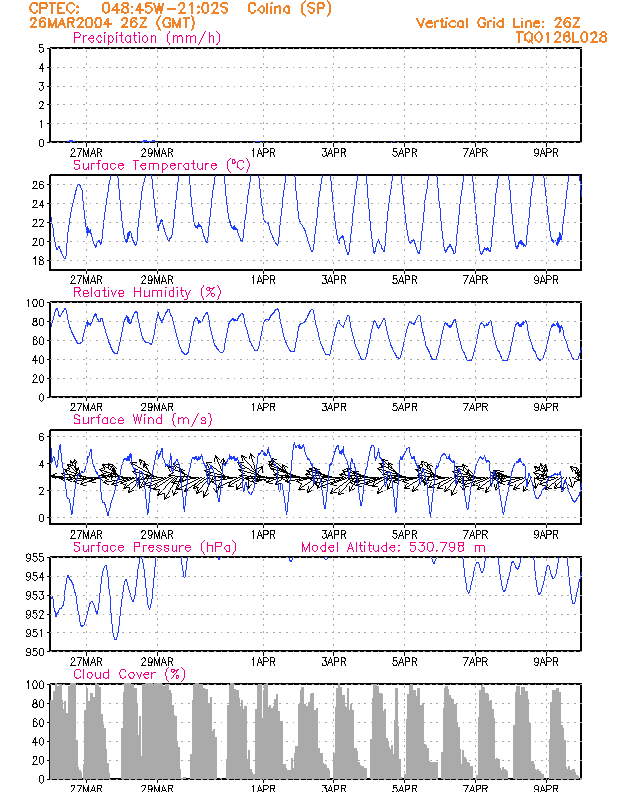 CPTEC: 048:45W-21:02S Colina (SP)
26MAR2004 26Z (GMT) Vertical Grid Line: 26Z
Precipitation (mm/h) TQ0126L028
5
4
3
2
1
0
27MAR 29MAR 1APR 3APR 5APR 7APR 9APR
Surface Temperature (°C)
26
24
22
20
18
27MAR 29MAR 1APR 3APR 5APR 7APR 9APR
Relative Humidity (%)
100
80
60
40
20
0
27MAR 29MAR 1APR 3APR 5APR 7APR 9APR
Surface Wind (m/s)
6
4
2
0
27MAR 29MAR 1APR 3APR 5APR 7APR 9APR
Surface Pressure (hPa) Model Altitude: 530.798 m
955
954
953
952
951
950
27MAR 29MAR 1APR 3APR 5APR 7APR 9APR
Cloud Cover (%)
100
80
60
40
20
0
27MAR 29MAR 1APR 3APR 5APR 7APR 9APR